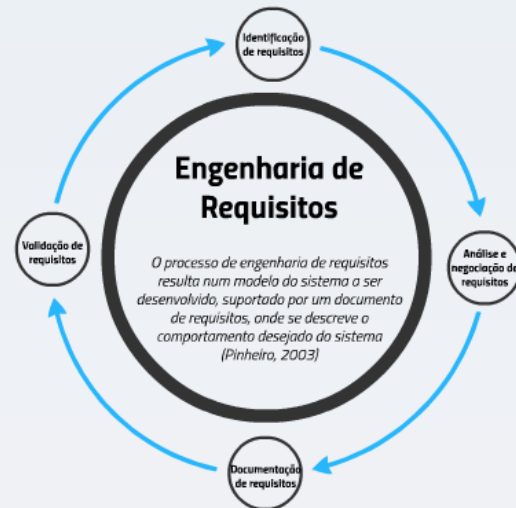 Identificação
de requisitos
Engenharia de
Requisitos
O processo de engenharia de requisitos
resulta num modelo do sistema a ser
desenvolvido, suportado por um documento
de requisitos, onde se descreve o
comportamento desejado do sistema
(Pinheiro, 2003)
Validação de
requisitos
Análise e
negociação de
requisitos
Documentação
de requisitos